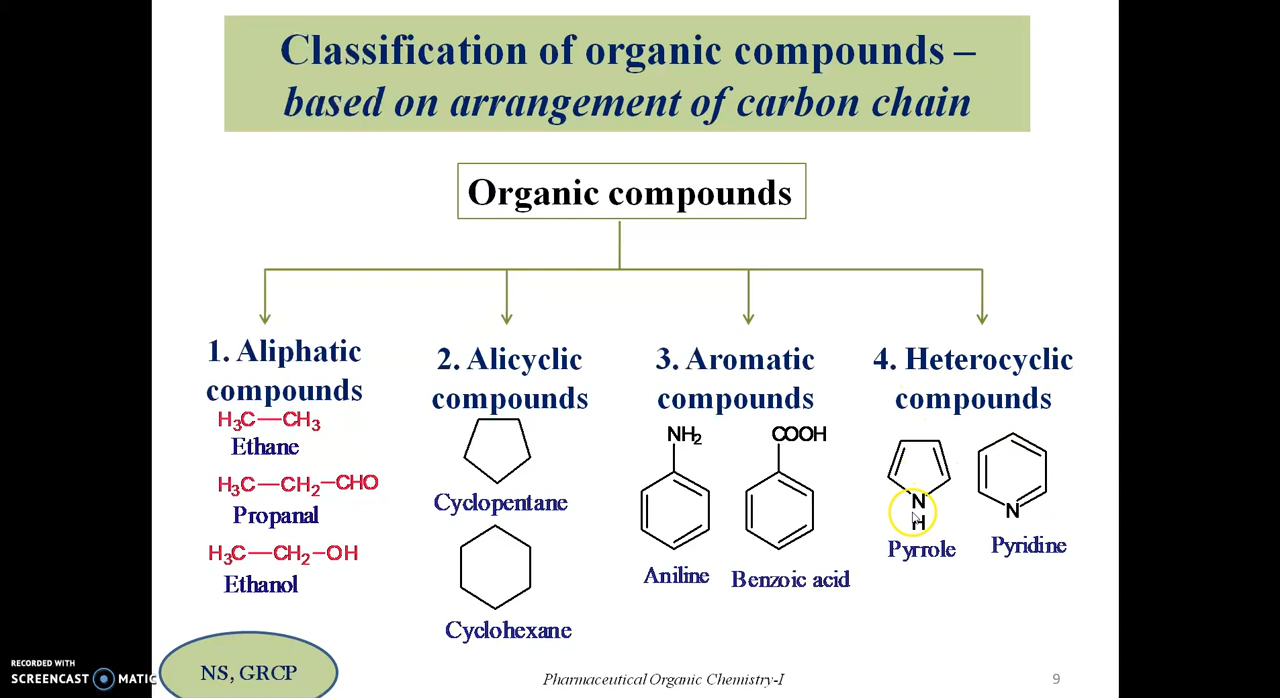 Classification of organic compounds –
based on arrangement of carbon chain
Organic compounds
1. Aliphatic
compounds
H₃C—CH₃
Ethane
H₃C—CH₂—CHO
Propanal
H₃C—CH₂—OH
Ethanol
2. Alicyclic
compounds
Cyclopentane
Cyclohexane
3. Aromatic
compounds
NH₂
Aniline
COOH
Benzoic acid
4. Heterocyclic
compounds
N
H
Pyrrole
N
Pyridine
RECORDED WITH
SCREENCAST MATIC
NS, GRCP
Pharmaceutical Organic Chemistry-I
9